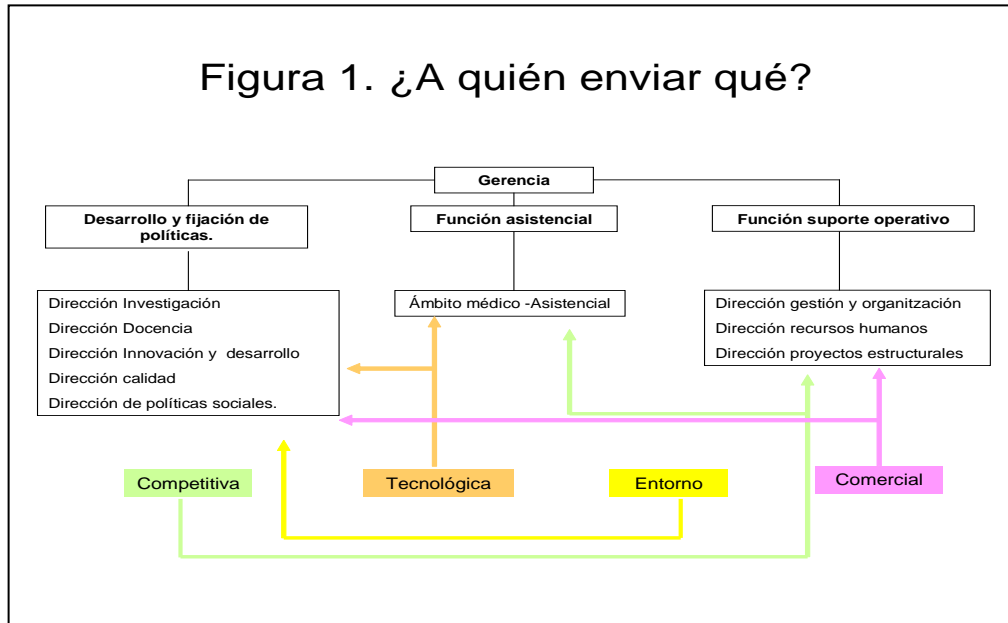 Figura 1. ¿A quién enviar qué?
Gerencia
Desarrollo y fijación de
políticas.
Función asistencial
Función suporte operativo
Dirección Investigación
Dirección Docencia
Dirección Innovación y desarrollo
Dirección calidad
Dirección de políticas sociales.
Ámbito médico -Asistencial
Dirección gestión y organitzación
Dirección recursos humanos
Dirección proyectos estructurales
Competitiva
Tecnológica
Entorno
Comercial